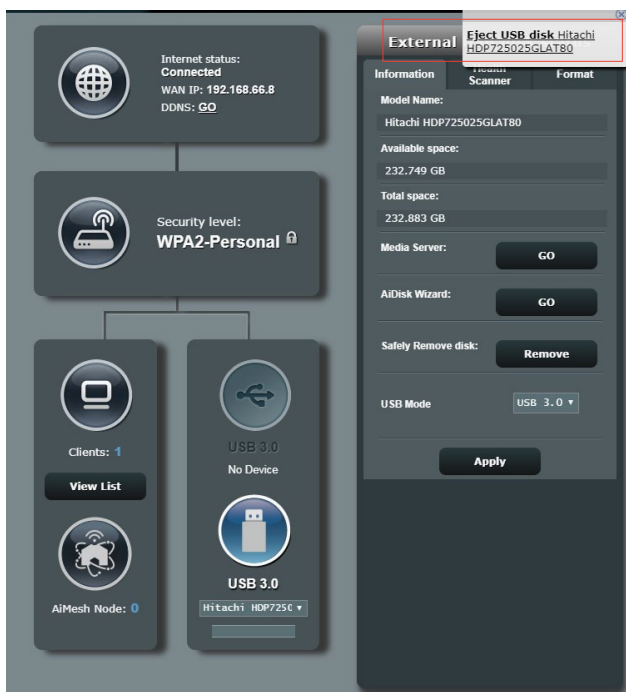 Internet status:
Connected
WAN IP: 192.168.66.8
DDNS: GO
Security level:
WPA2-Personal
Clients: 1
View List
AiMesh Node: 0
USB 3.0
No Device
USB 3.0
Hitachi HDP7250
External
Eject USB disk Hitachi
HDP725025GLAT80
Information
Health
Scanner
Format
Model Name:
Hitachi HDP725025GLAT80
Available space:
232.749 GB
Total space:
232.883 GB
Media Server:
GO
AiDisk Wizard:
GO
Safely Remove disk:
Remove
USB Mode
USB 3.0
Apply